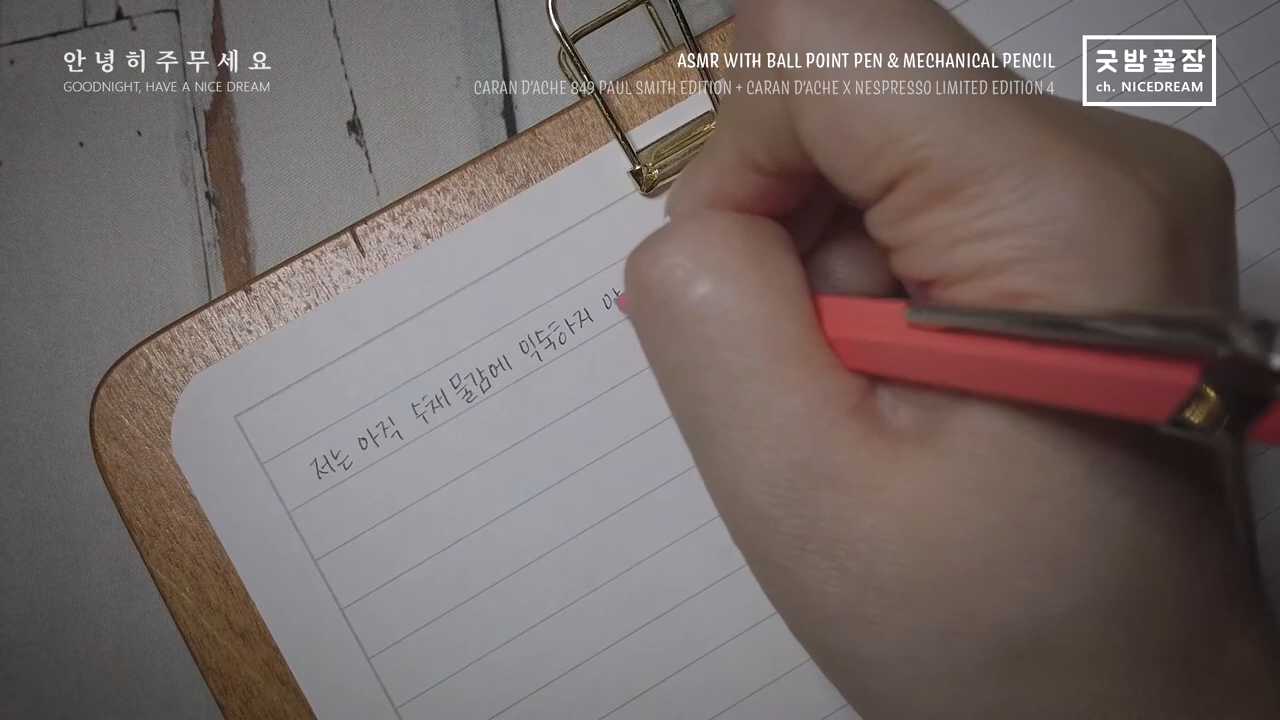 안녕히주무세요
GOODNIGHT, HAVE A NICE DREAM
ASMR WITH BALL POINT PEN & MECHANICAL PENCIL
CARAN D'ACHE 849 PAUL SMITH EDITION + CARAN D'ACHE X NESPRESSO LIMITED EDITION 4
굿밤꿀잠
ch. NICEDREAM
저는 아직 수채물감에 익숙하지